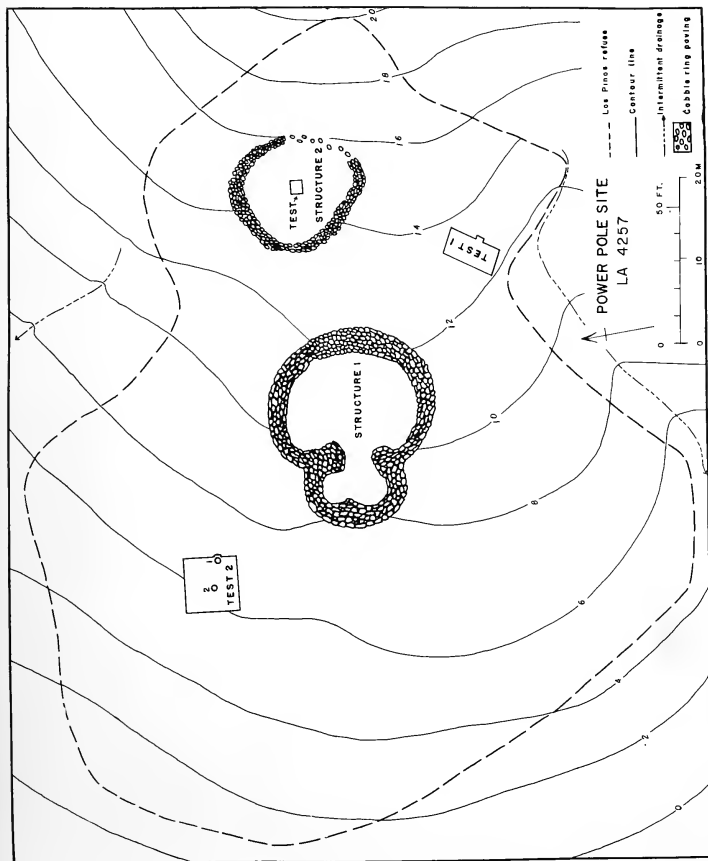 20
18
16
TEST
STRUCTURE 2
14
TEST 1
12
STRUCTURE 1
10
8
1
2
TEST 2
6
4
2
0
POWER POLE SITE
LA 4257
0 50 FT.
0 10 20 M
Los Pinos refuse
Contour line
Intermittent drainage
Cobble ring paving